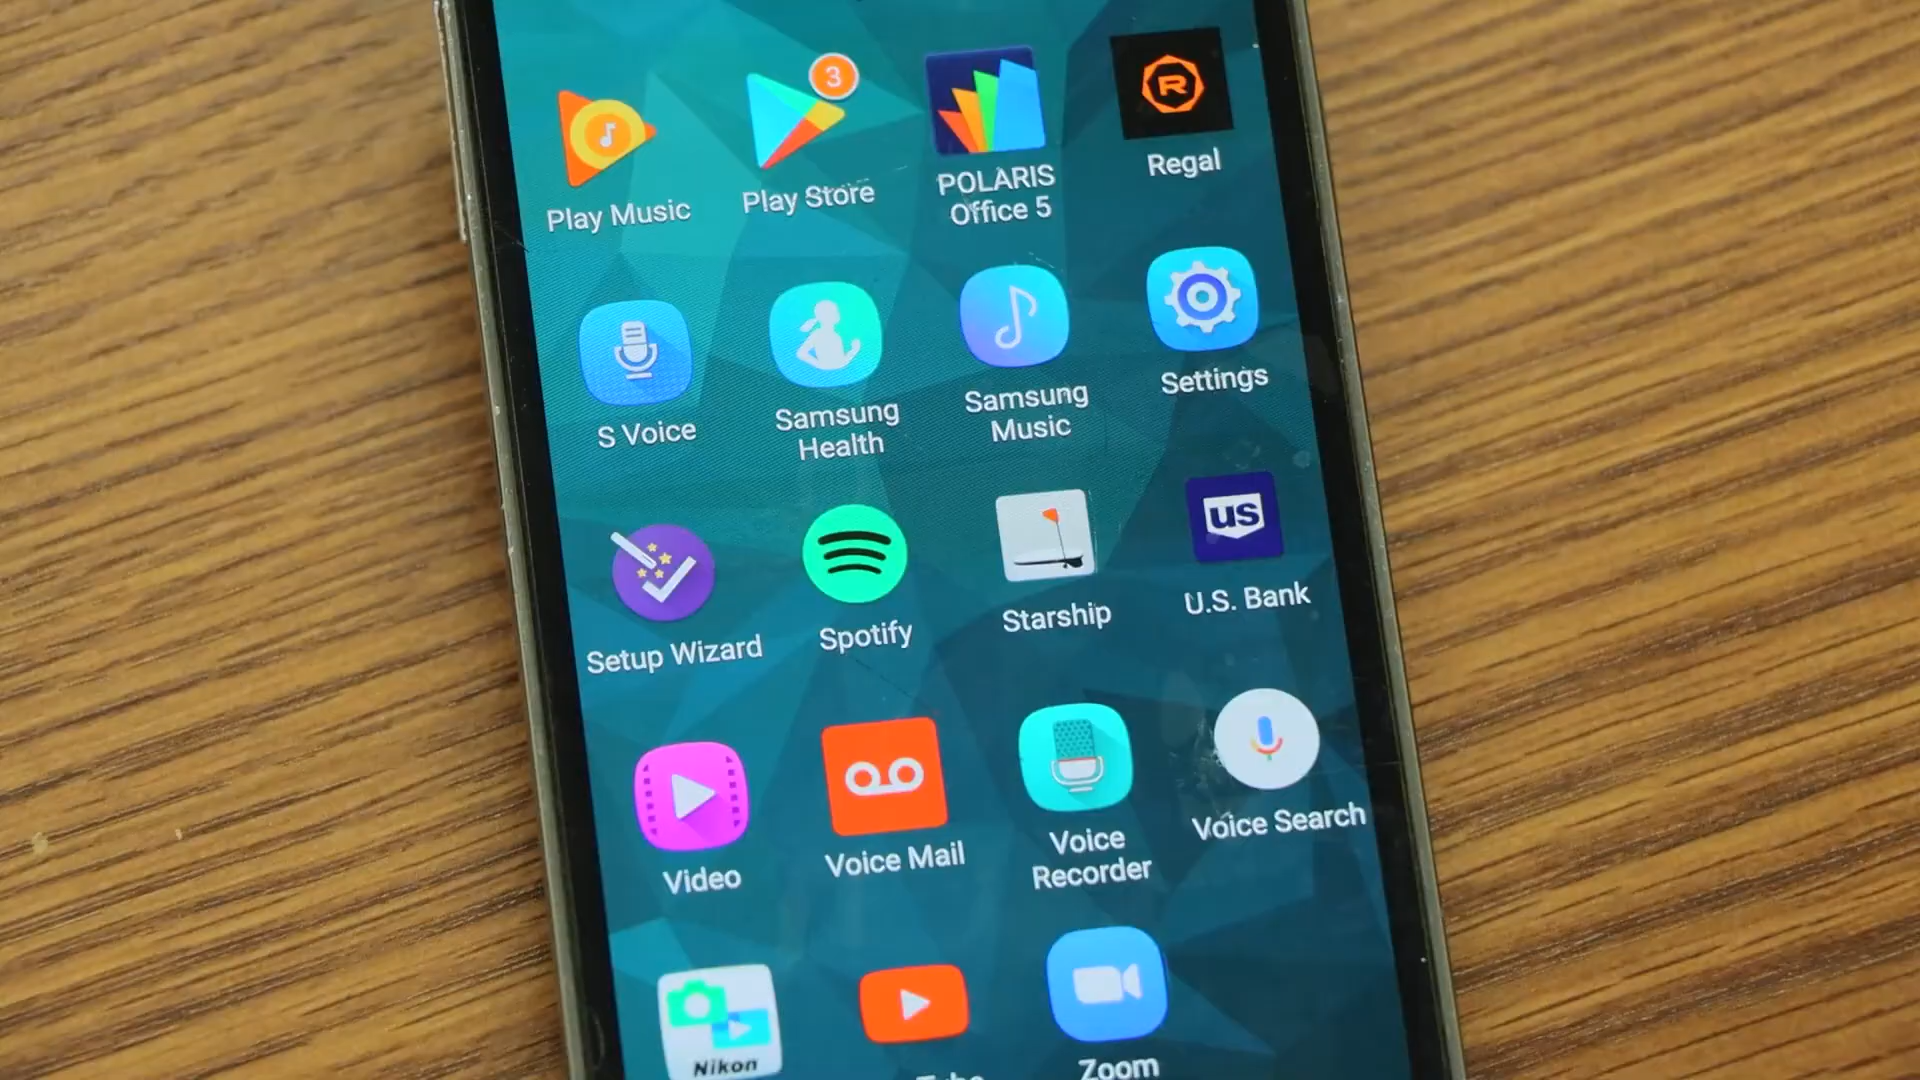 3
R
Play Music
Play Store
POLARIS
Office 5
Regal
S Voice
Samsung
Health
Samsung
Music
Settings
us
Setup Wizard
Spotify
Starship
U.S. Bank
Video
Voice Mail
Voice
Recorder
Voice Search
Nikon
Zoom